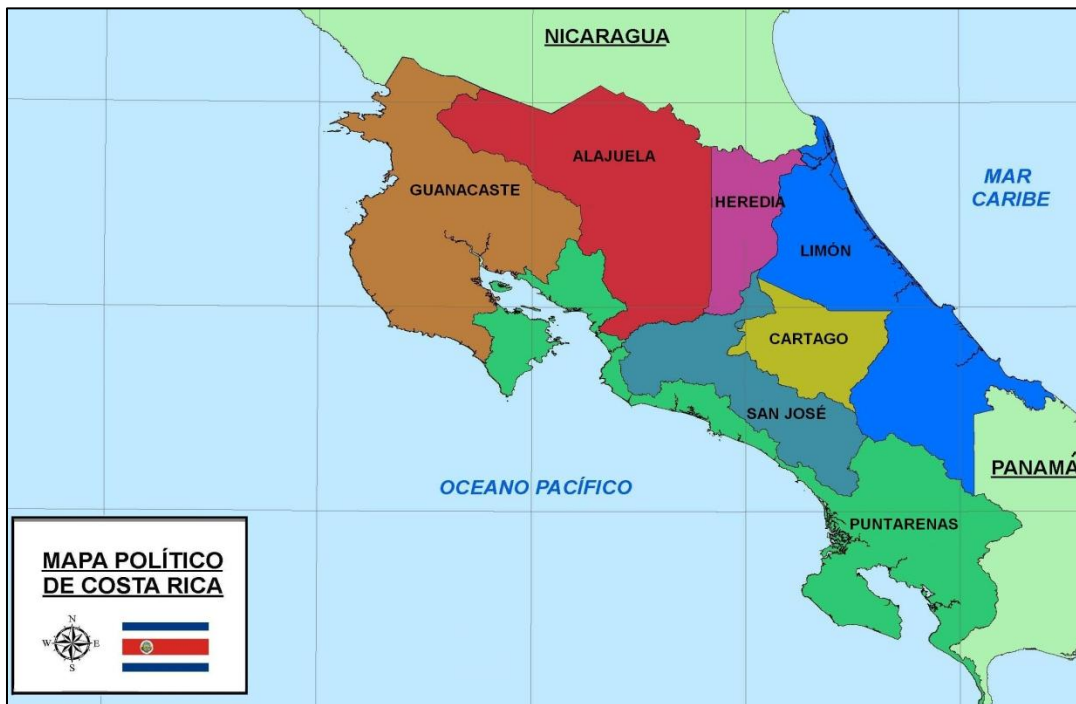 NICARAGUA
ALAJUELA
GUANACASTE
HEREDIA
MAR
CARIBE
LIMÓN
CARTAGO
SAN JOSÉ
OCEANO PACÍFICO
PANAMÁ
PUNTARENAS
MAPA POLÍTICO
DE COSTA RICA
N
W E
S